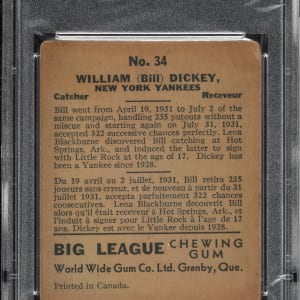 No. 34
WILLIAM (Bill) DICKEY,
NEW YORK YANKEES
Catcher Receveur
Bill went from April 19, 1931 to July 2 of the
same campaign, handling 235 putouts without a
miscue and starting again on July 31, 1931,
accepted 322 successive chances perfectly. Lena
Blackburne discovered Bill catching at Hot
Springs, Ark., and induced the latter to sign
with Little Rock at the age of 17. Dickey has
been a Yankee since 1928.
Du 19 avril au 2 juillet, 1931, Bill retira 235
joueurs sans erreur, et de nouveau à partir du
31 juillet, 1931, accepta parfaitement 322 chances
consecutives. Lena Blackburne decouvrit Bill
alors qu'il était receveur à Hot Springs, Ark., et
l'induit à signer pour Little Rock a l'age de 17
ans. Dickey est un Yankee depuis 1928.
BIG LEAGUE CHEWING GUM
World Wide Gum Co. Ltd. Granby, Que.
Printed in Canada.